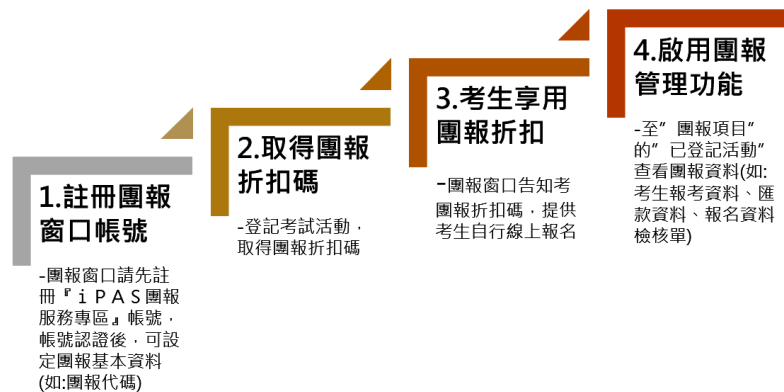 1.註冊團報
窗口帳號
-團報窗口請先註
冊『ｉＰＡＳ團報
服務專區』帳號，
帳號認證後，可設
定團報基本資料
(如:團報代碼)
2.取得團報
折扣碼
-登記考試活動，
取得團報折扣碼
3.考生享用
團報折扣
-團報窗口告知考
團報折扣碼，提供
考生自行線上報名
4.啟用團報
管理功能
-至”團報項目”
的”已登記活動”
查看團報資料(如:
考生報考資料、匯
款資料、報名資料
檢核單)